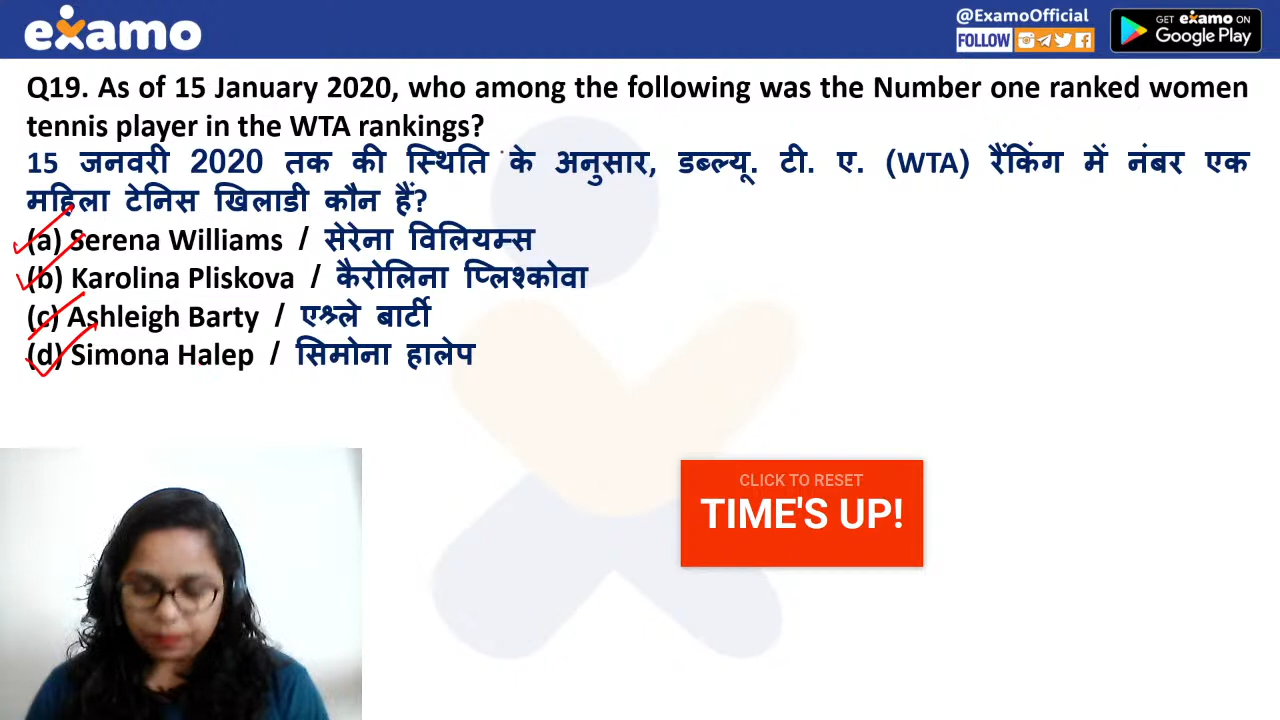 examo
@ExamoOfficial
FOLLOW
GET examo ON
Google Play
Q19. As of 15 January 2020, who among the following was the Number one ranked women
tennis player in the WTA rankings?
15 जनवरी 2020 तक की स्थिति के अनुसार, डब्ल्यू. टी. ए. (WTA) रैंकिंग में नंबर एक
महिला टेनिस खिलाडी कौन हैं?
(a) Serena Williams / सेरेना विलियम्स
(b) Karolina Pliskova / कैरोलिना प्लिश्कोवा
(c) Ashleigh Barty / एश्ले बार्टी
(d) Simona Halep / सिमोना हालेप
CLICK TO RESET
TIME'S UP!